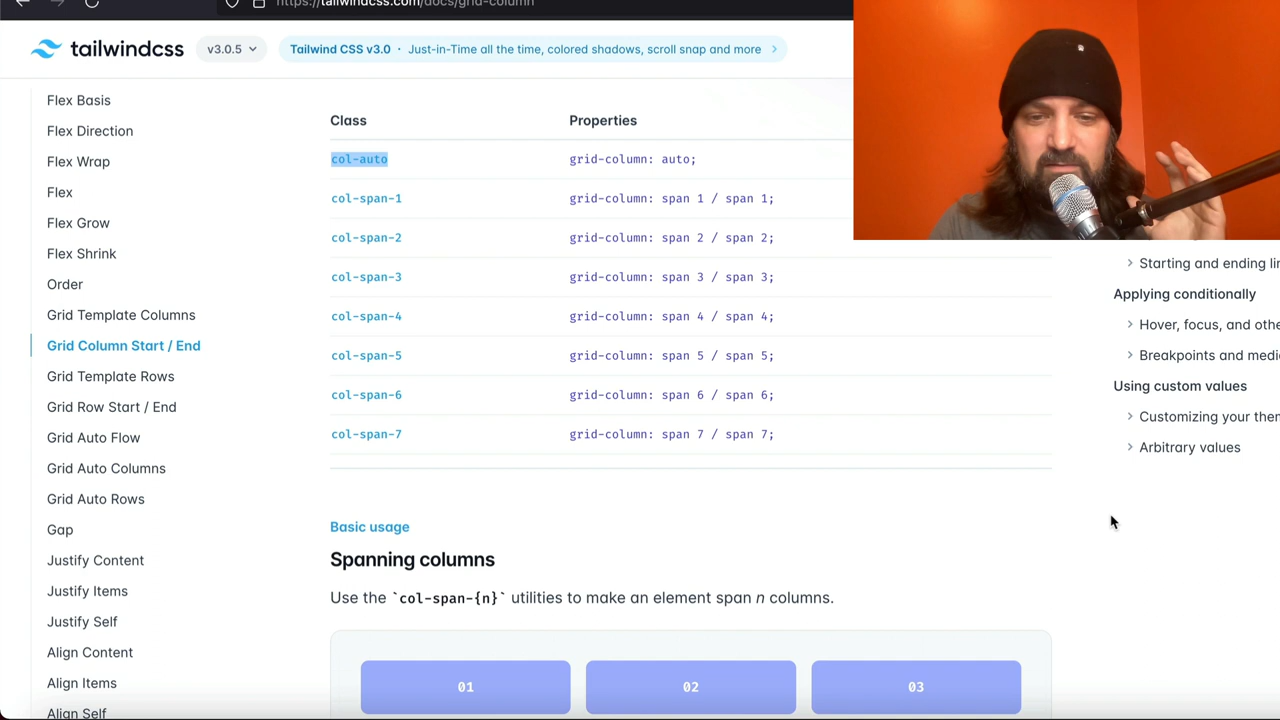 https://tailwindcss.com/docs/grid-column
tailwindcss
v3.0.5
Tailwind CSS v3.0 · Just-in-Time all the time, colored shadows, scroll snap and more
Flex Basis
Flex Direction
Flex Wrap
Flex
Flex Grow
Flex Shrink
Order
Grid Template Columns
Grid Column Start / End
Grid Template Rows
Grid Row Start / End
Grid Auto Flow
Grid Auto Columns
Grid Auto Rows
Gap
Justify Content
Justify Items
Justify Self
Align Content
Align Items
Align Self
Class Properties
col-auto grid-column: auto;
col-span-1 grid-column: span 1 / span 1;
col-span-2 grid-column: span 2 / span 2;
col-span-3 grid-column: span 3 / span 3;
col-span-4 grid-column: span 4 / span 4;
col-span-5 grid-column: span 5 / span 5;
col-span-6 grid-column: span 6 / span 6;
col-span-7 grid-column: span 7 / span 7;
Basic usage
Spanning columns
Use the `col-span-{n}` utilities to make an element span n columns.
01 02 03
Starting and ending li
Applying conditionally
Hover, focus, and othe
Breakpoints and medi
Using custom values
Customizing your then
Arbitrary values